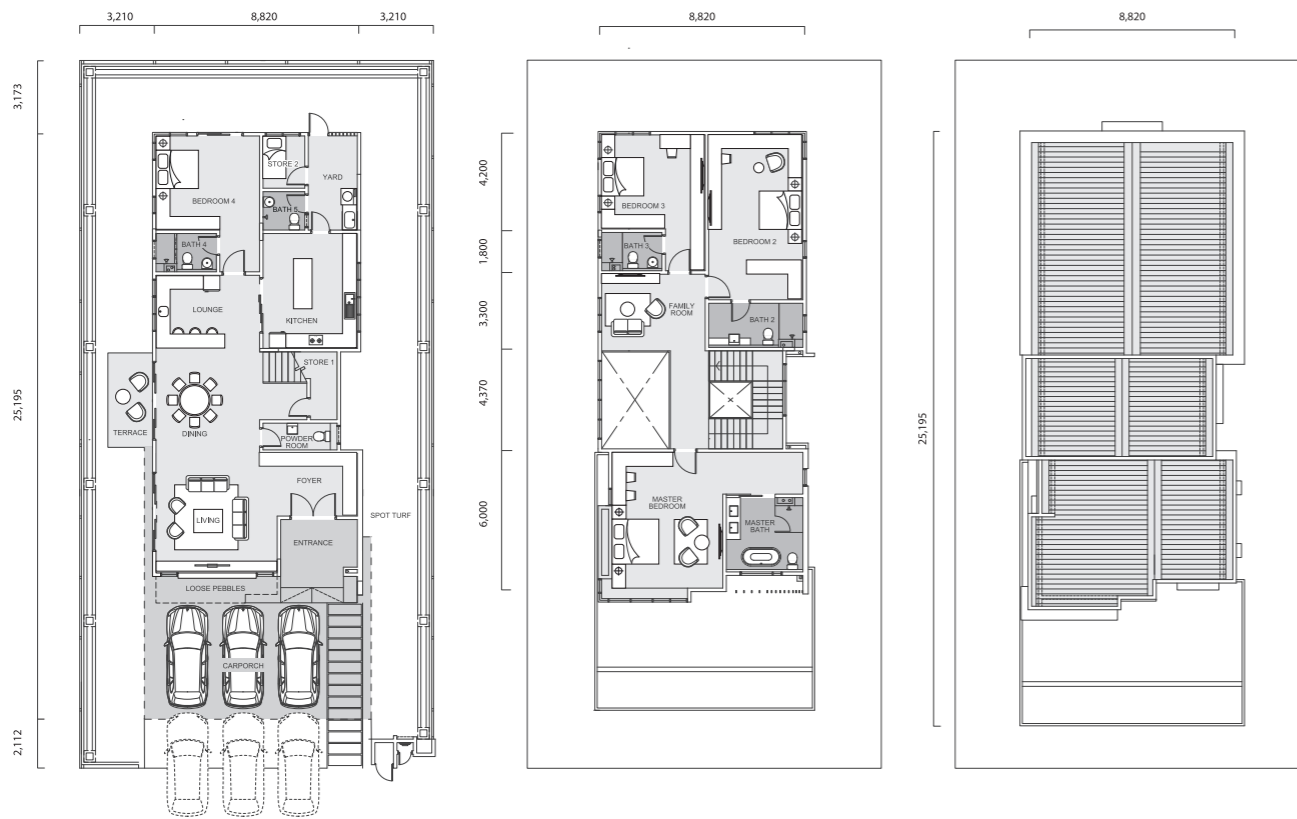 3,210
8,820
3,210
3,173
25,195
2,112
STORE 2
YARD
BEDROOM 4
BATH 5
BATH 4
LOUNGE
KITCHEN
STORE 1
TERRACE
DINING
POWDER
ROOM
FOYER
LIVING
SPOT TURF
ENTRANCE
LOOSE PEBBLES
CARPORCH
8,820
4,200
1,800
3,300
4,370
6,000
BEDROOM 3
BEDROOM 2
BATH 3
FAMILY
ROOM
BATH 2
MASTER
BEDROOM
MASTER
BATH
8,820
25,195